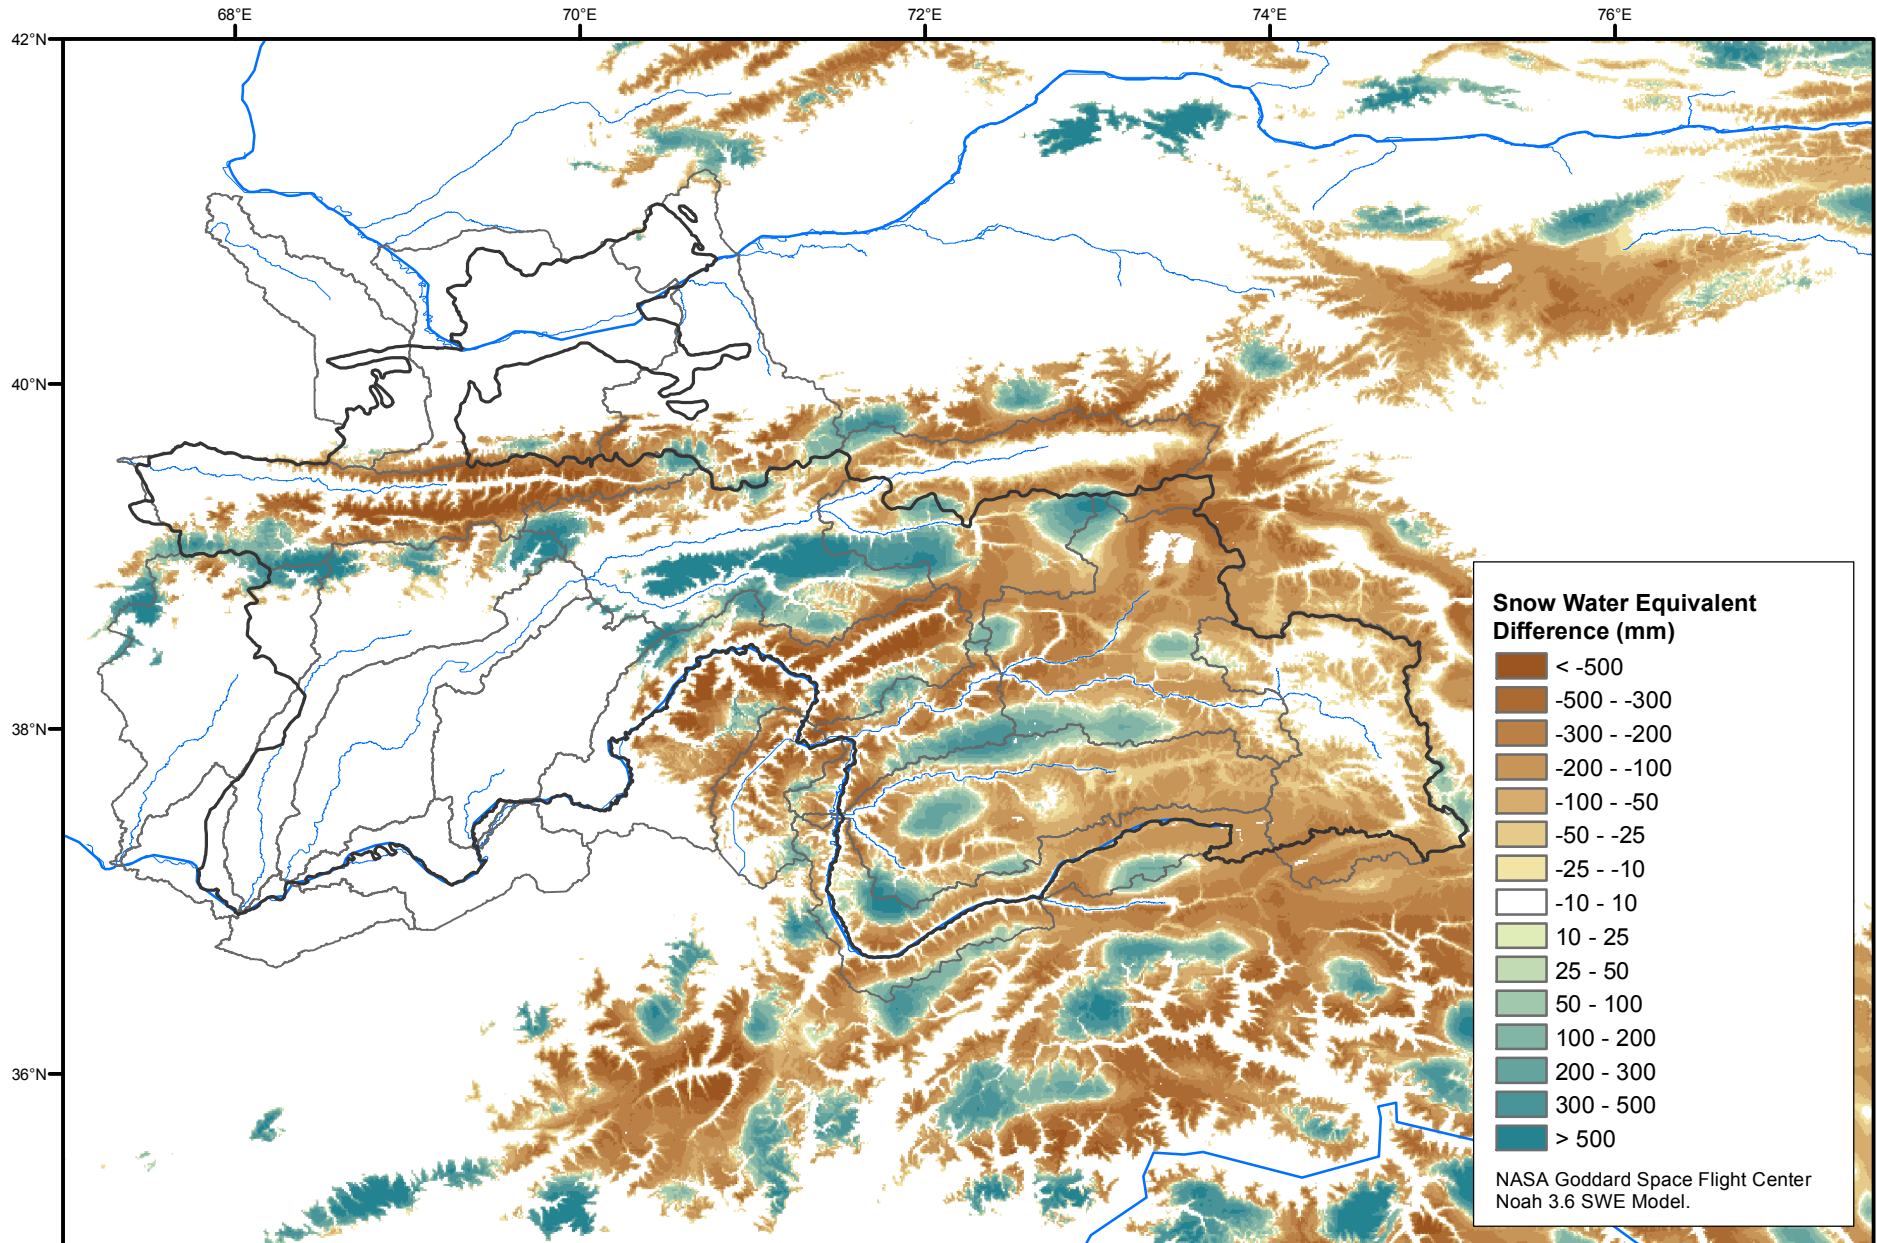 68°E 70°E 72°E 74°E 76°E
42°N
40°N
38°N
36°N
Snow Water Equivalent
Difference (mm)
< -500
-500 - -300
-300 - -200
-200 - -100
-100 - -50
-50 - -25
-25 - -10
-10 - 10
10 - 25
25 - 50
50 - 100
100 - 200
200 - 300
300 - 500
> 500
NASA Goddard Space Flight Center
Noah 3.6 SWE Model.